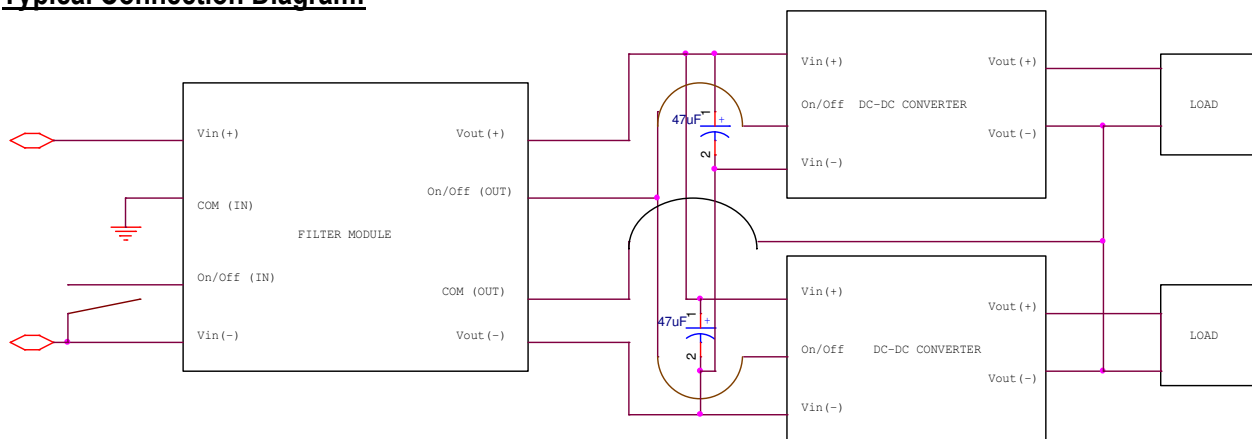 Typical Connection Diagram:
Vin(+)
COM (IN)
On/Off (IN)
Vin(-)
FILTER MODULE
Vout(+)
On/Off (OUT)
COM (OUT)
Vout(-)
47uF
1
+
2
47uF
1
+
2
Vin(+)
On/Off DC-DC CONVERTER
Vin(-)
Vout(+)
Vout(-)
LOAD
Vin(+)
On/Off DC-DC CONVERTER
Vin(-)
Vout(+)
Vout(-)
LOAD